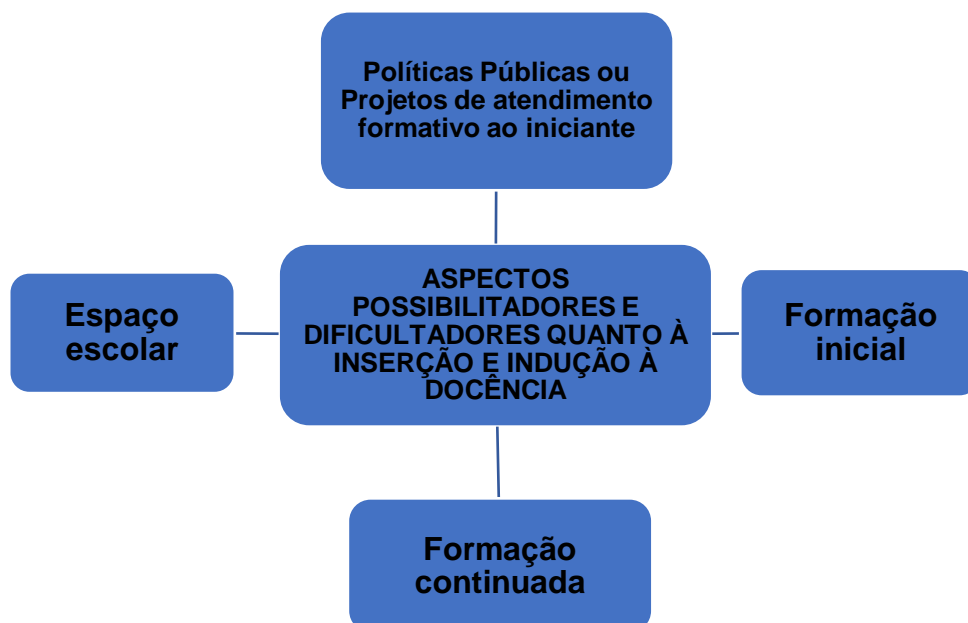 Políticas Públicas ou
Projetos de atendimento
formativo ao iniciante
Espaço
escolar
ASPECTOS
POSSIBILITADORES E
DIFICULTADORES QUANTO À
INSERÇÃO E INDUÇÃO À
DOCÊNCIA
Formação
inicial
Formação
continuada